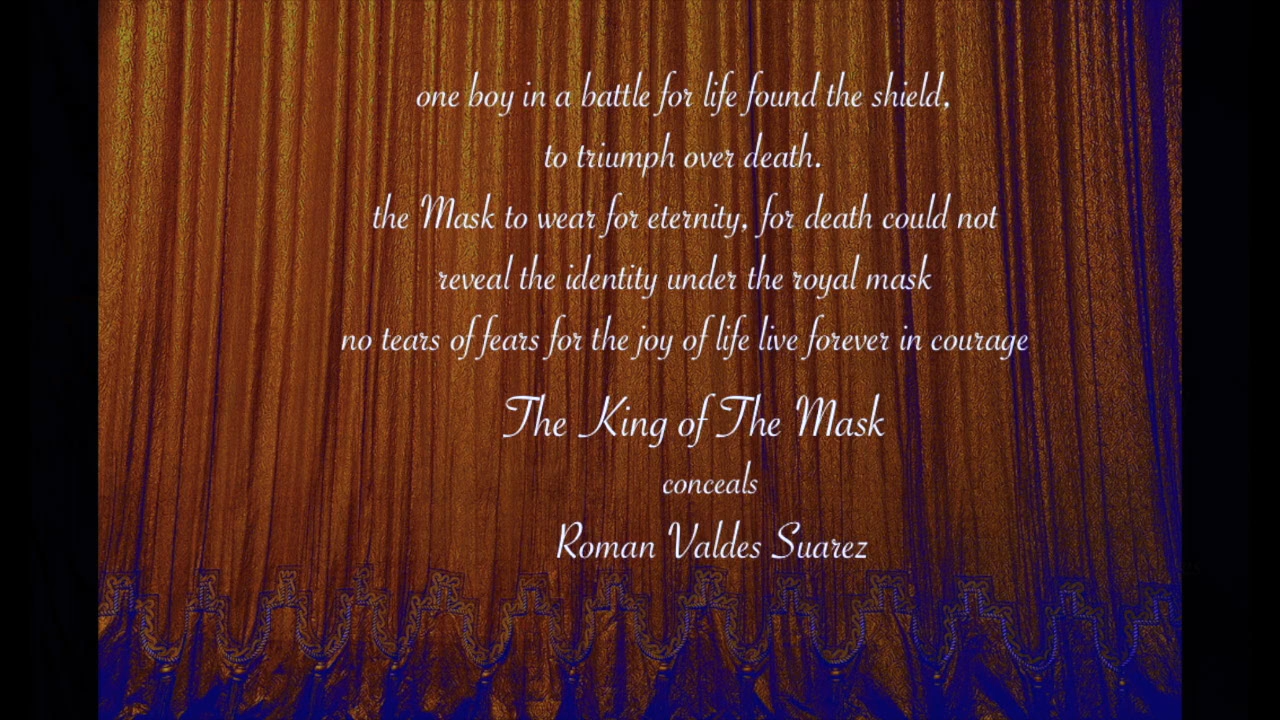 one boy in a battle for life found the shield,
to triumph over death.
the Mask to wear for eternity, for death could not
reveal the identity under the royal mask
no tears of fears for the joy of life live forever in courage
The King of The Mask
conceals
Roman Valdes Suarez